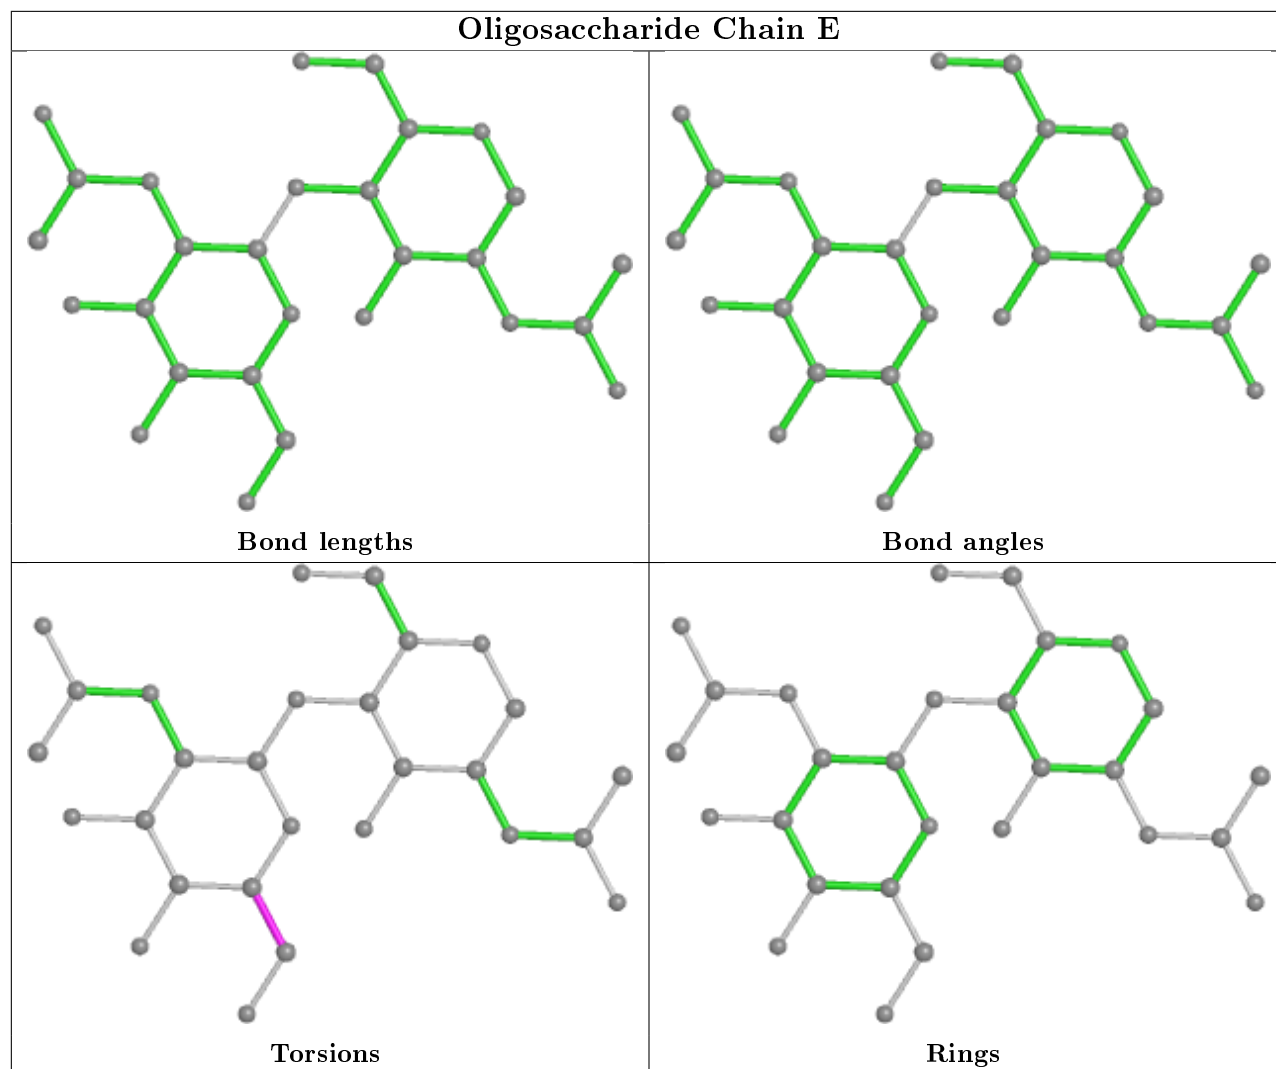 Oligosaccharide Chain E
Bond lengths
Bond angles
Torsions
Rings